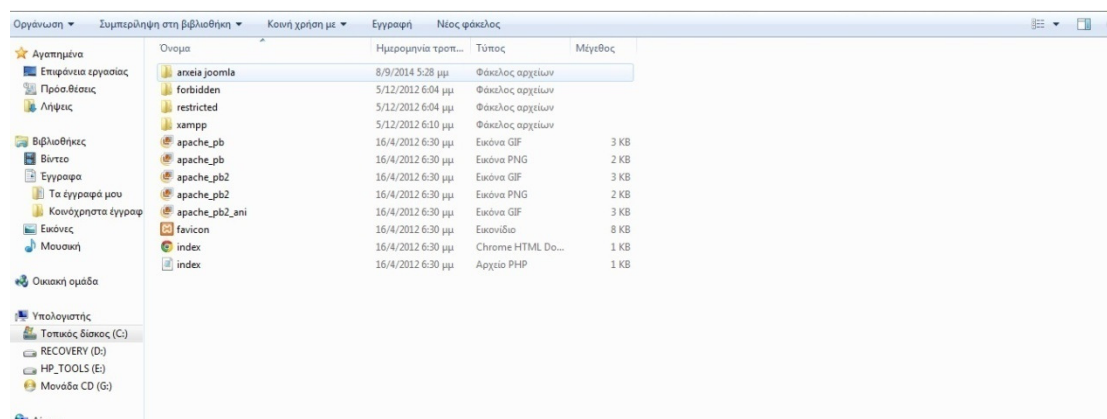 Οργάνωση Συμπερίληψη στη βιβλιοθήκη Κοινή χρήση με Εγγραφή Νέος φάκελος
Αγαπημένα
Επιφάνεια εργασίας
Πρόσ.θέσεις
Λήψεις
Βιβλιοθήκες
Βίντεο
Έγγραφα
Τα έγγραφά μου
Κοινόχρηστα έγγραφ
Εικόνες
Μουσική
Οικιακή ομάδα
Υπολογιστής
Τοπικός δίσκος (C:)
RECOVERY (D:)
HP_TOOLS (E:)
Μονάδα CD (G:)
Όνομα Ημερομηνία τροπ... Τύπος Μέγεθος
arxeia joomla 8/9/2014 5:28 μμ Φάκελος αρχείων
forbidden 5/12/2012 6:04 μμ Φάκελος αρχείων
restricted 5/12/2012 6:04 μμ Φάκελος αρχείων
xampp 5/12/2012 6:10 μμ Φάκελος αρχείων
apache_pb 16/4/2012 6:30 μμ Εικόνα GIF 3 KB
apache_pb 16/4/2012 6:30 μμ Εικόνα PNG 2 KB
apache_pb2 16/4/2012 6:30 μμ Εικόνα GIF 3 KB
apache_pb2 16/4/2012 6:30 μμ Εικόνα PNG 2 KB
apache_pb2_ani 16/4/2012 6:30 μμ Εικόνα GIF 3 KB
favicon 16/4/2012 6:30 μμ Εικονίδιο 8 KB
index 16/4/2012 6:30 μμ Chrome HTML Do... 1 KB
index 16/4/2012 6:30 μμ Αρχείο PHP 1 KB